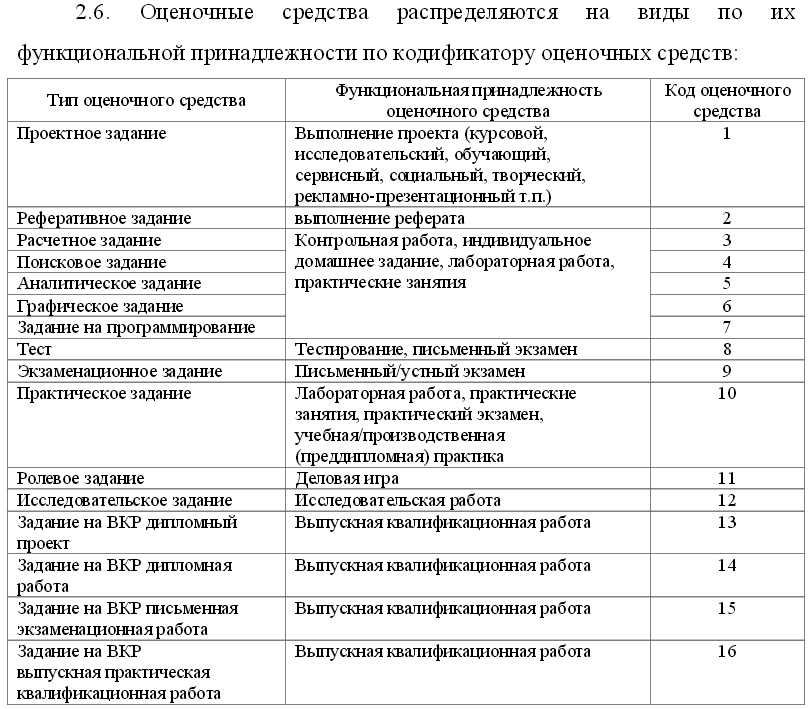 2.6. Оценочные средства распределяются на виды по их
функциональной принадлежности по кодификатору оценочных средств:
Тип оценочного средства
Функциональная принадлежность
оценочного средства
Код оценочного
средства
Проектное задание
Выполнение проекта (курсовой,
исследовательский, обучающий,
сервисный, социальный, творческий,
рекламно-презентационный т.п.)
1
Реферативное задание
выполнение реферата
2
Расчетное задание
Контрольная работа, индивидуальное
домашнее задание, лабораторная работа,
практические занятия
3
Поисковое задание
4
Аналитическое задание
5
Графическое задание
6
Задание на программирование
7
Тест
Тестирование, письменный экзамен
8
Экзаменационное задание
Письменный/устный экзамен
9
Практическое задание
Лабораторная работа, практические
занятия, практический экзамен,
учебная/производственная
(преддипломная) практика
10
Ролевое задание
Деловая игра
11
Исследовательское задание
Исследовательская работа
12
Задание на ВКР дипломный
проект
Выпускная квалификационная работа
13
Задание на ВКР дипломная
работа
Выпускная квалификационная работа
14
Задание на ВКР письменная
экзаменационная работа
Выпускная квалификационная работа
15
Задание на ВКР
выпускная практическая
квалификационная работа
Выпускная квалификационная работа
16